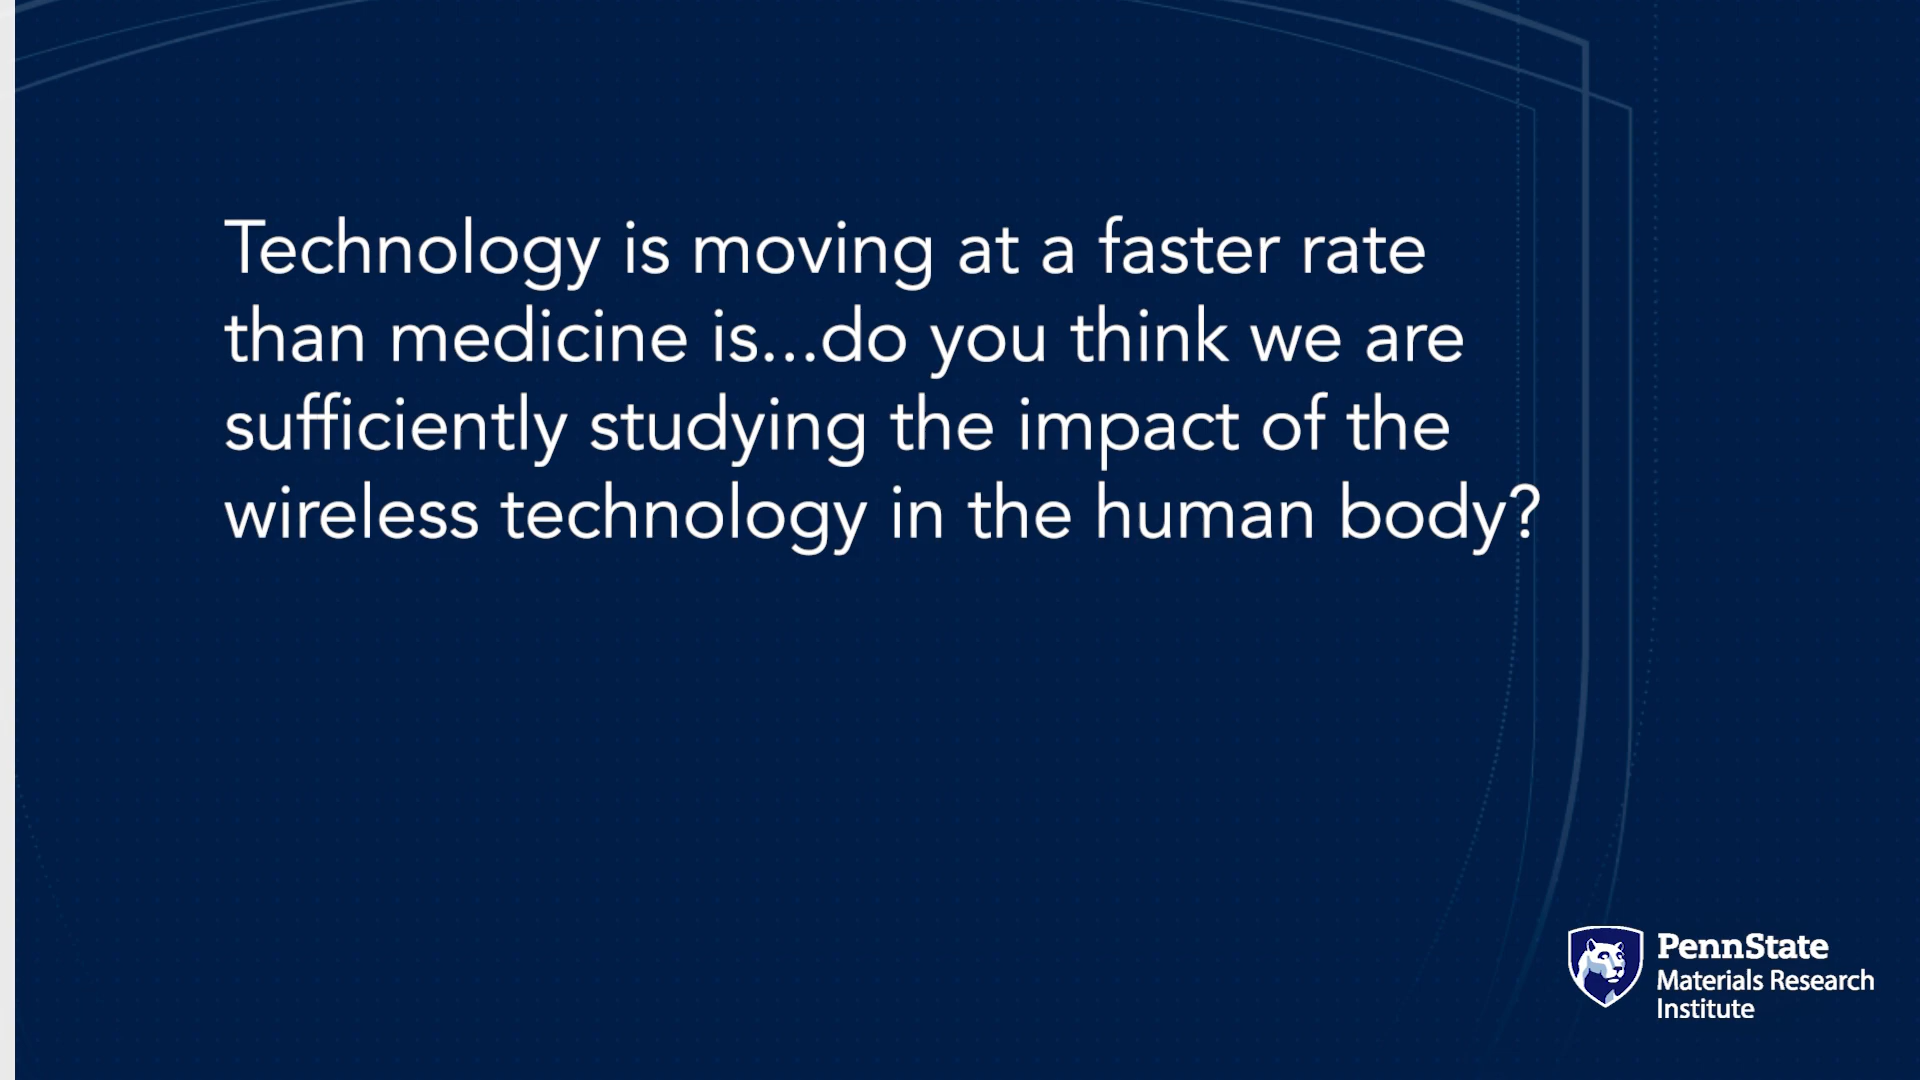 Technology is moving at a faster rate
than medicine is...do you think we are
sufficiently studying the impact of the
wireless technology in the human body?
PennState
Materials Research
Institute